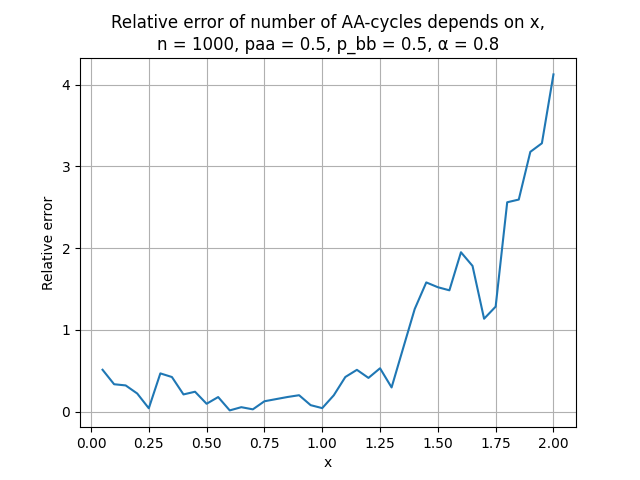 Relative error of number of AA-cycles depends on x,
n = 1000, paa = 0.5, p_bb = 0.5, α = 0.8
4
3
2
1
0
Relative error
0.00 0.25 0.50 0.75 1.00 1.25 1.50 1.75 2.00
x